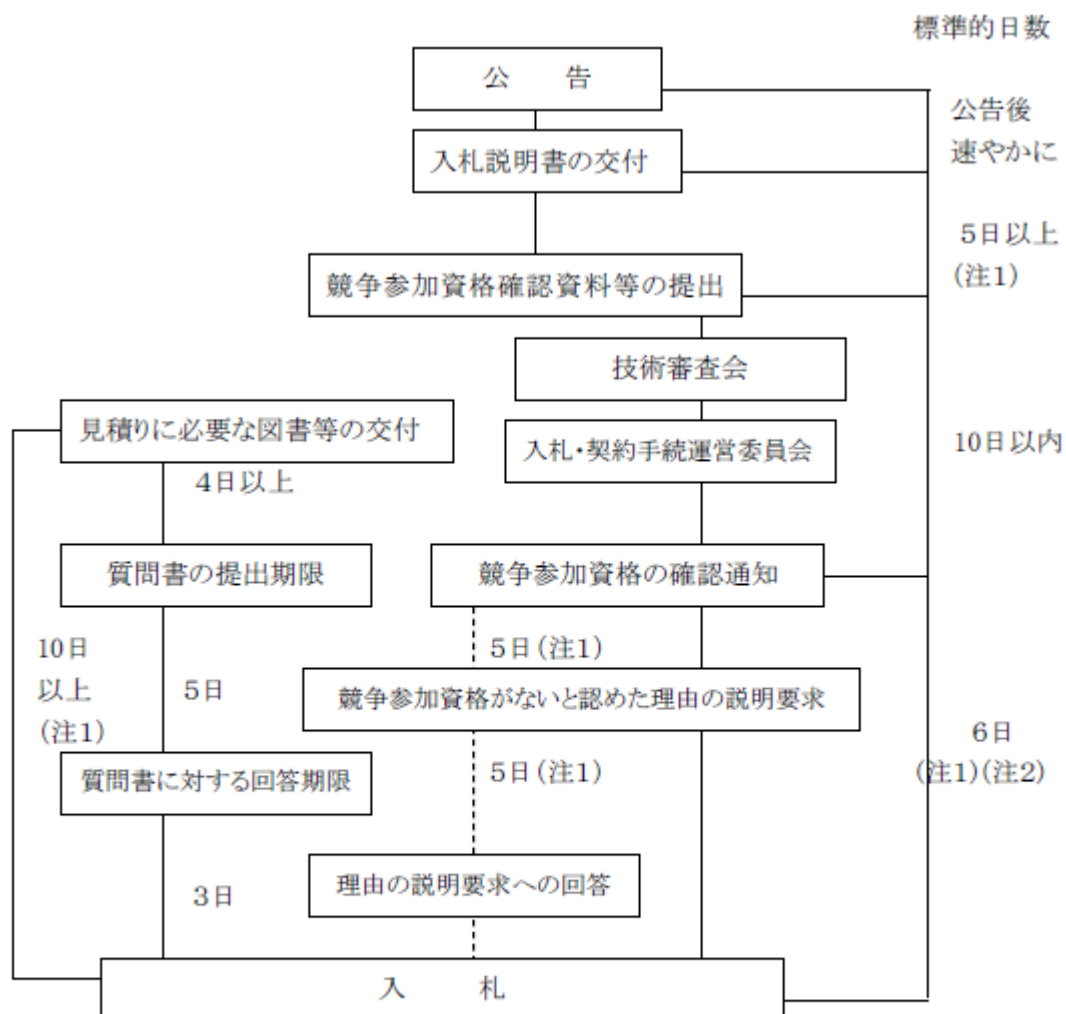 標準的日数
公　　告
公告後
速やかに
入札説明書の交付
5日以上
(注1)
競争参加資格確認資料等の提出
技術審査会
見積りに必要な図書等の交付
入札・契約手続運営委員会
10日以内
4日以上
質問書の提出期限
競争参加資格の確認通知
10日
以上
(注1)
5日
5日(注1)
競争参加資格がないと認めた理由の説明要求
6日
(注1)(注2)
5日(注1)
質問書に対する回答期限
理由の説明要求への回答
3日
入　　札